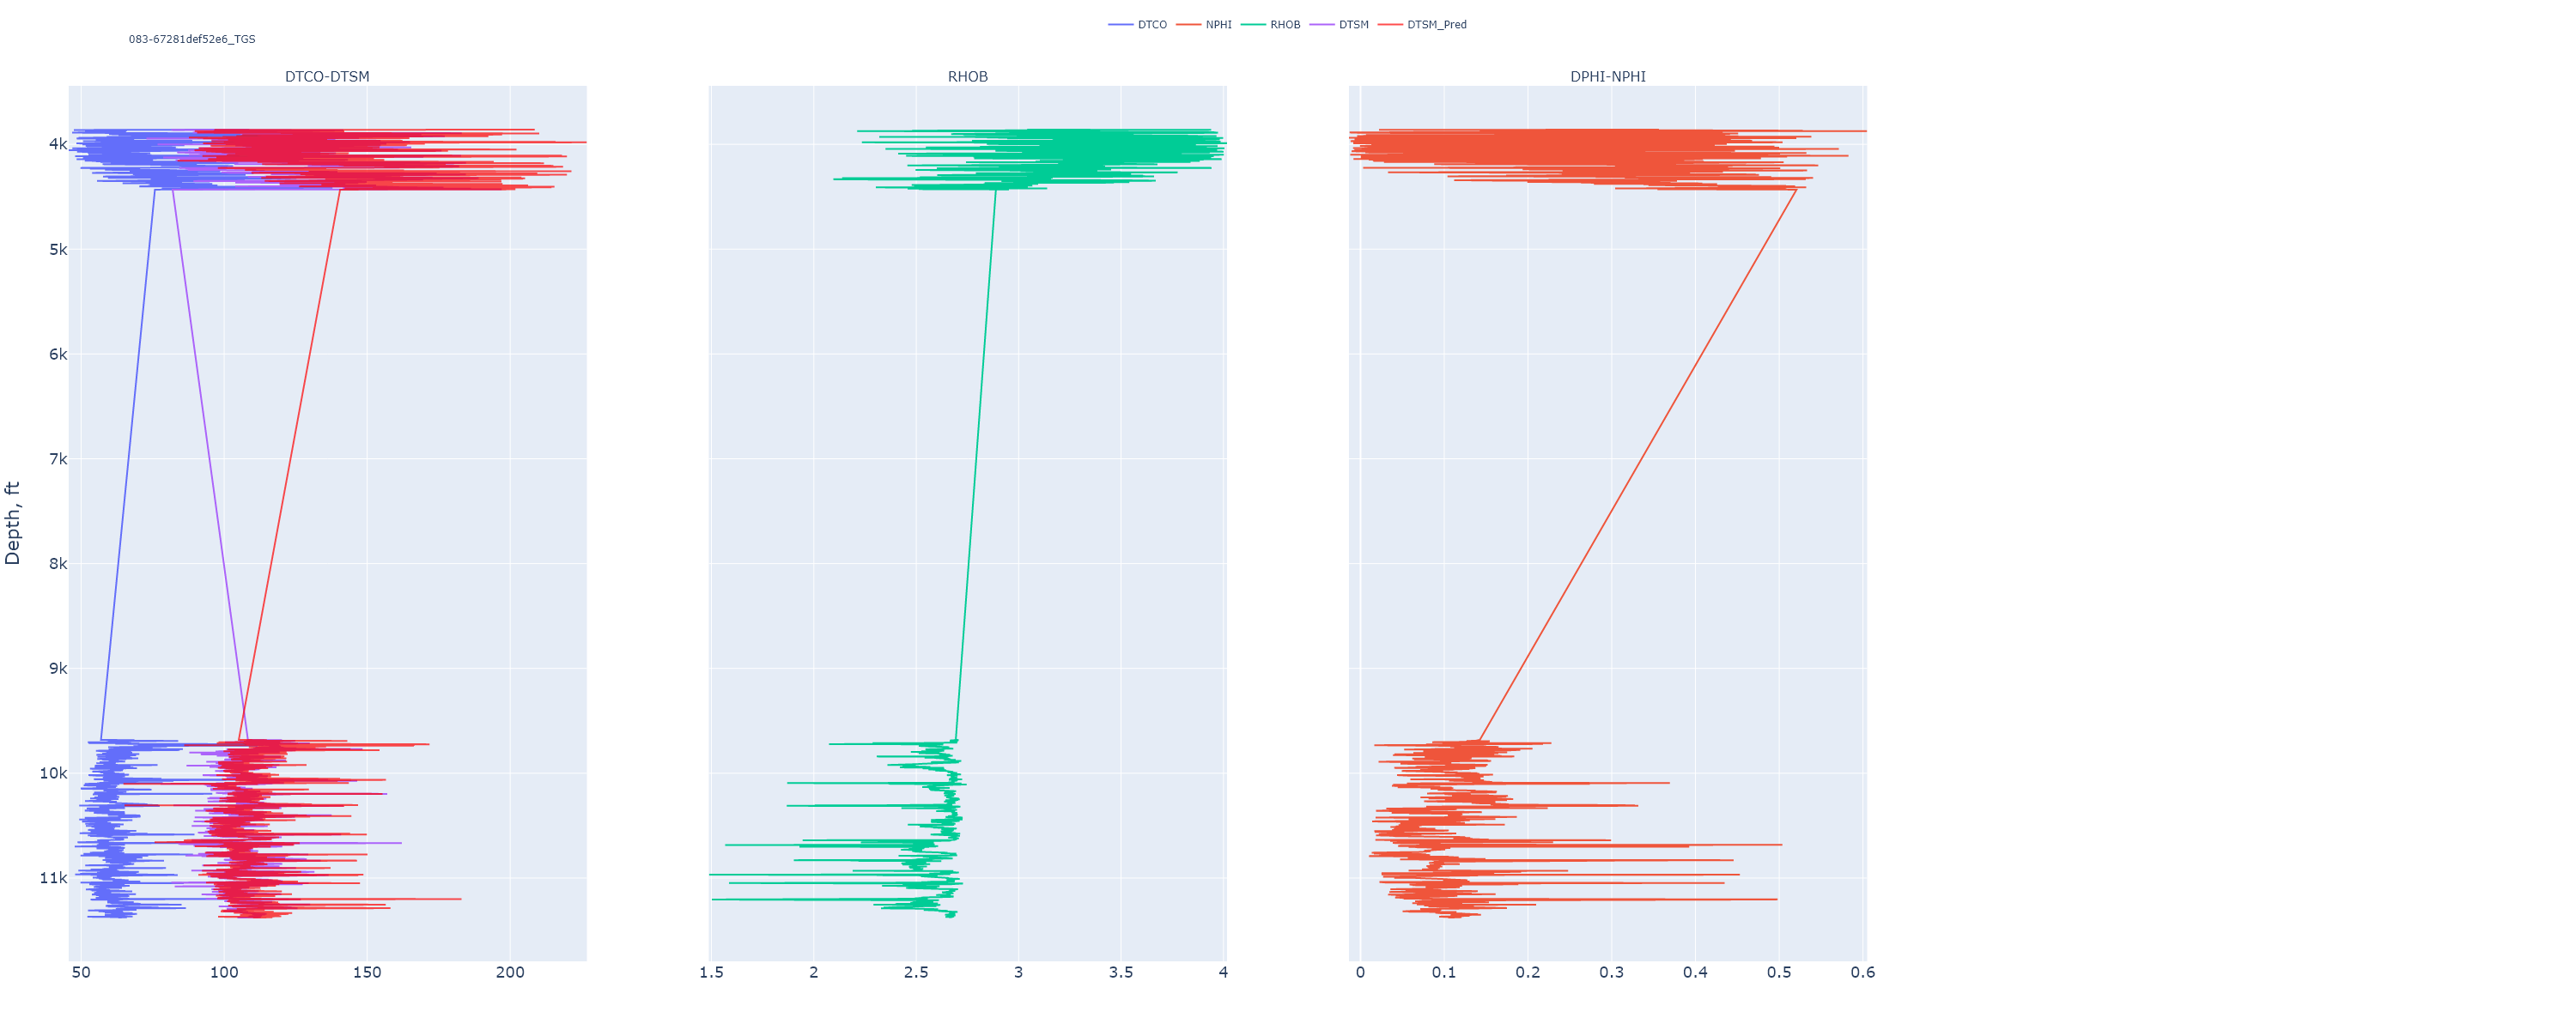 DTCO NPHI RHOB DTSM DTSM_Pred
083-67281def52e6_TGS
DTCO-DTSM RHOB DPHI-NPHI
4k
5k
6k
7k
Depth, ft
8k
9k
10k
11k
50 100 150 200 1.5 2 2.5 3 3.5 4 0 0.1 0.2 0.3 0.4 0.5 0.6